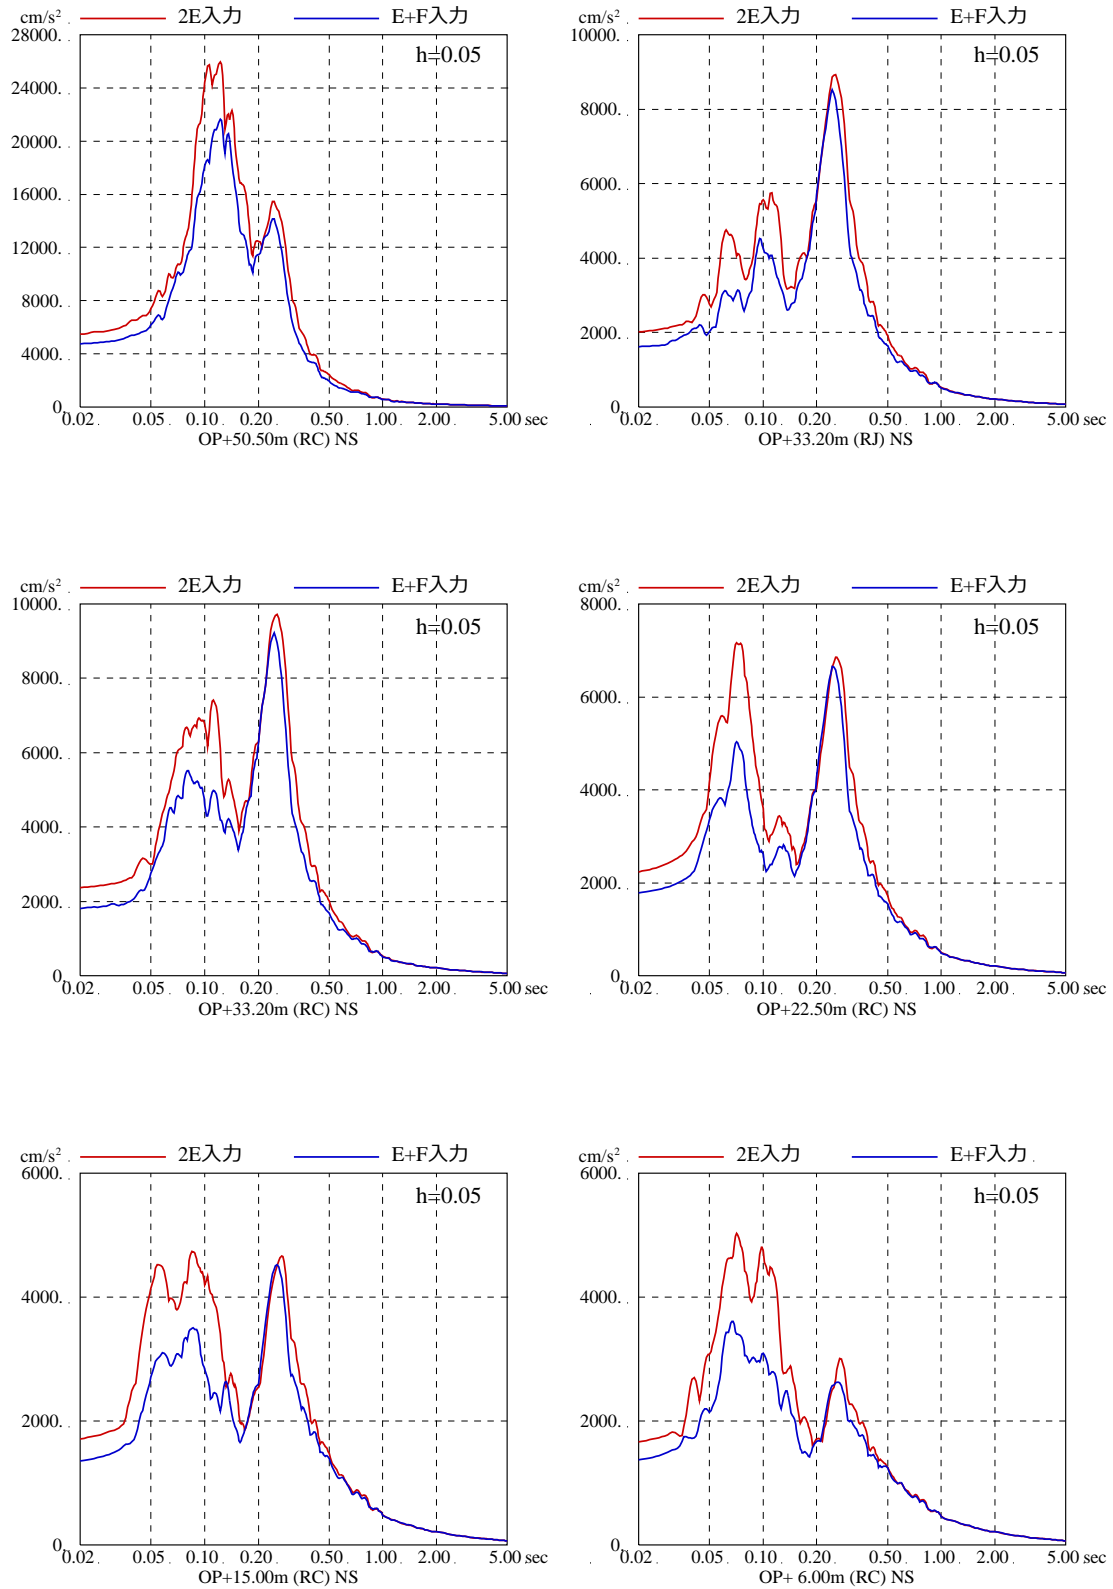 cm/s² 2E入力 E+F入力
28000.
h=0.05
24000.
20000.
16000.
12000.
8000.
4000.
0.
0.02 0.05 0.10 0.20 0.50 1.00 2.00 5.00 sec
OP+50.50m (RC) NS
cm/s² 2E入力 E+F入力
10000.
h=0.05
8000.
6000.
4000.
2000.
0.
0.02 0.05 0.10 0.20 0.50 1.00 2.00 5.00 sec
OP+33.20m (RJ) NS
cm/s² 2E入力 E+F入力
10000.
h=0.05
8000.
6000.
4000.
2000.
0.
0.02 0.05 0.10 0.20 0.50 1.00 2.00 5.00 sec
OP+33.20m (RC) NS
cm/s² 2E入力 E+F入力
8000.
h=0.05
6000.
4000.
2000.
0.
0.02 0.05 0.10 0.20 0.50 1.00 2.00 5.00 sec
OP+22.50m (RC) NS
cm/s² 2E入力 E+F入力
6000.
h=0.05
4000.
2000.
0.
0.02 0.05 0.10 0.20 0.50 1.00 2.00 5.00 sec
OP+15.00m (RC) NS
cm/s² 2E入力 E+F入力
6000.
h=0.05
4000.
2000.
0.
0.02 0.05 0.10 0.20 0.50 1.00 2.00 5.00 sec
OP+ 6.00m (RC) NS